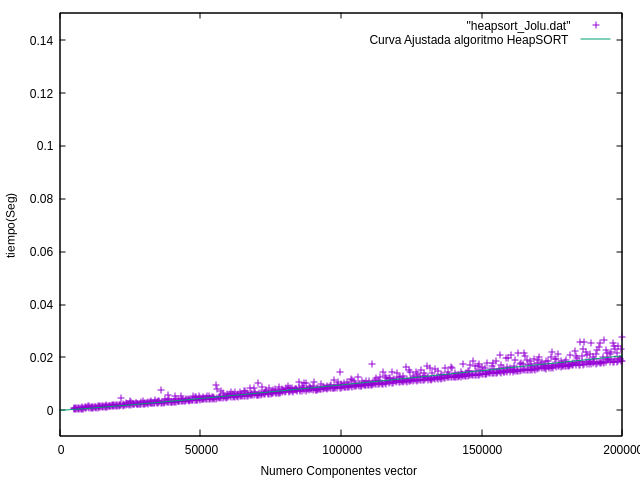 "heapsort_Jolu.dat"
Curva Ajustada algoritmo HeapSORT
0.14
0.12
0.1
0.08
0.06
0.04
0.02
0
tiempo(Seg)
0 50000 100000 150000 200000
Numero Componentes vector